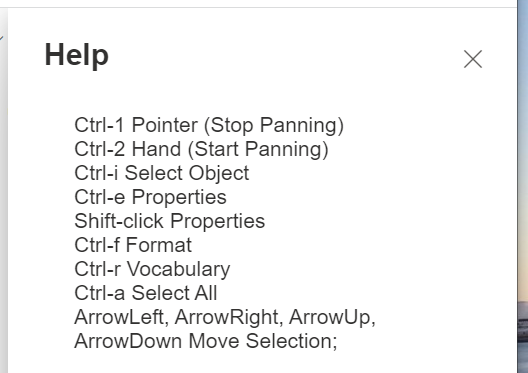 Help
Ctrl-1 Pointer (Stop Panning)
Ctrl-2 Hand (Start Panning)
Ctrl-i Select Object
Ctrl-e Properties
Shift-click Properties
Ctrl-f Format
Ctrl-r Vocabulary
Ctrl-a Select All
ArrowLeft, ArrowRight, ArrowUp,
ArrowDown Move Selection;